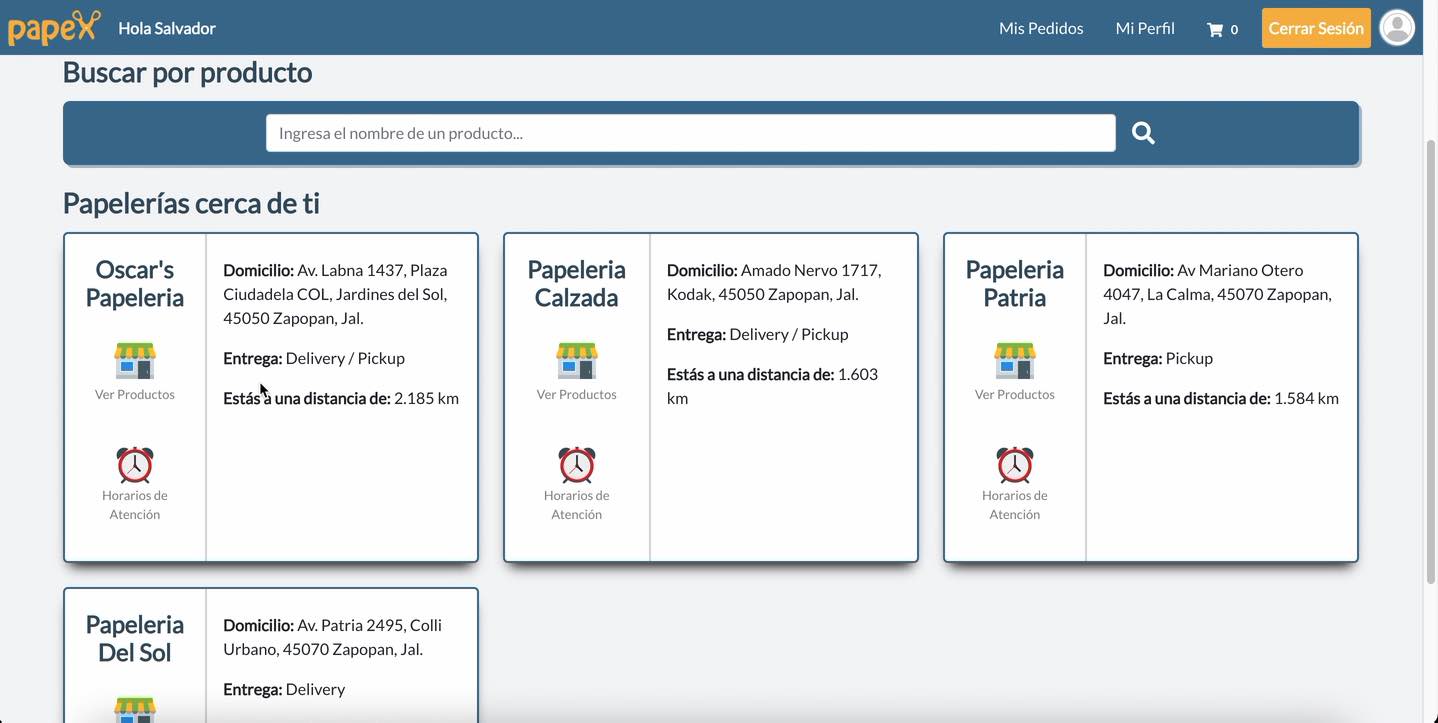 papex
Hola Salvador
Mis Pedidos
Mi Perfil
0
Cerrar Sesión
Buscar por producto
Ingresa el nombre de un producto...
Papelerías cerca de ti
Oscar's
Papeleria
Ver Productos
Horarios de
Atención
Domicilio: Av. Labna 1437, Plaza
Ciudadela COL, Jardines del Sol,
45050 Zapopan, Jal.
Entrega: Delivery / Pickup
Estás a una distancia de: 2.185 km
Papeleria
Calzada
Ver Productos
Horarios de
Atención
Domicilio: Amado Nervo 1717,
Kodak, 45050 Zapopan, Jal.
Entrega: Delivery / Pickup
Estás a una distancia de: 1.603
km
Papeleria
Patria
Ver Productos
Horarios de
Atención
Domicilio: Av Mariano Otero
4047, La Calma, 45070 Zapopan,
Jal.
Entrega: Pickup
Estás a una distancia de: 1.584 km
Papeleria
Del Sol
Domicilio: Av. Patria 2495, Colli
Urbano, 45070 Zapopan, Jal.
Entrega: Delivery